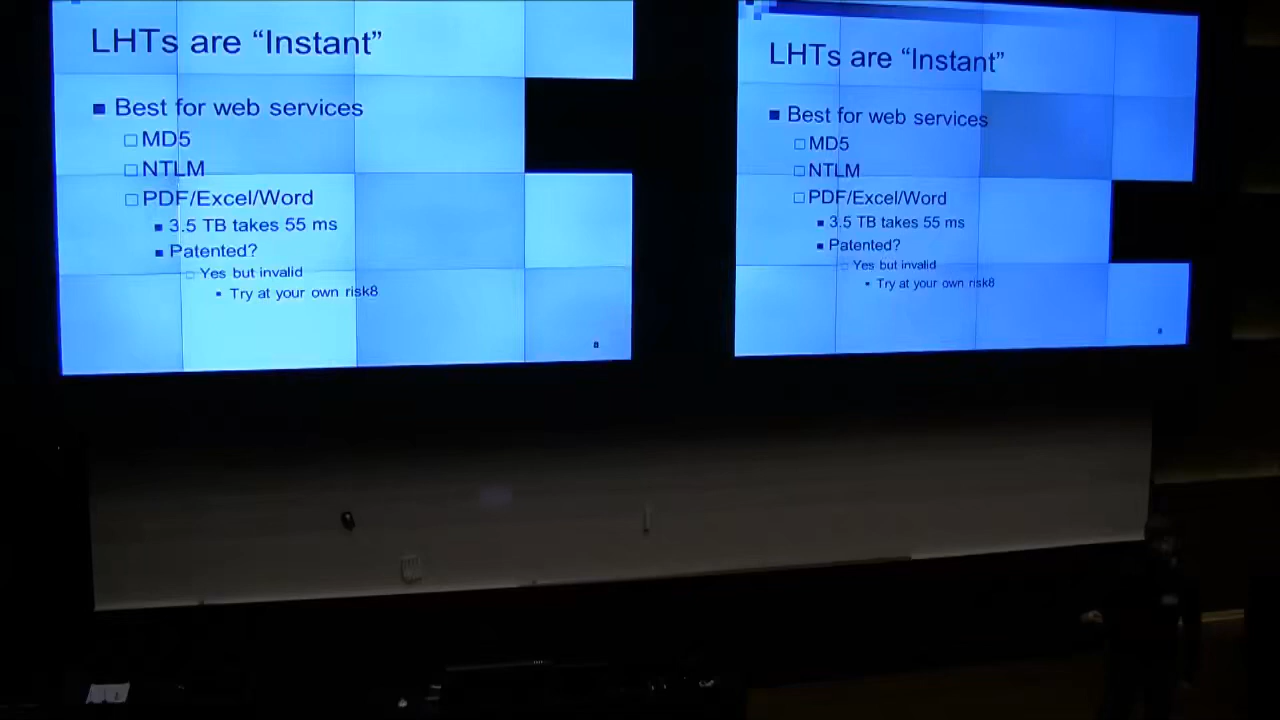 LHTs are “Instant”
Best for web services
MD5
NTLM
PDF/Excel/Word
3.5 TB takes 55 ms
Patented?
Yes but invalid
Try at your own risk8
8
LHTs are “Instant”
Best for web services
MD5
NTLM
PDF/Excel/Word
3.5 TB takes 55 ms
Patented?
Yes but invalid
Try at your own risk8
8